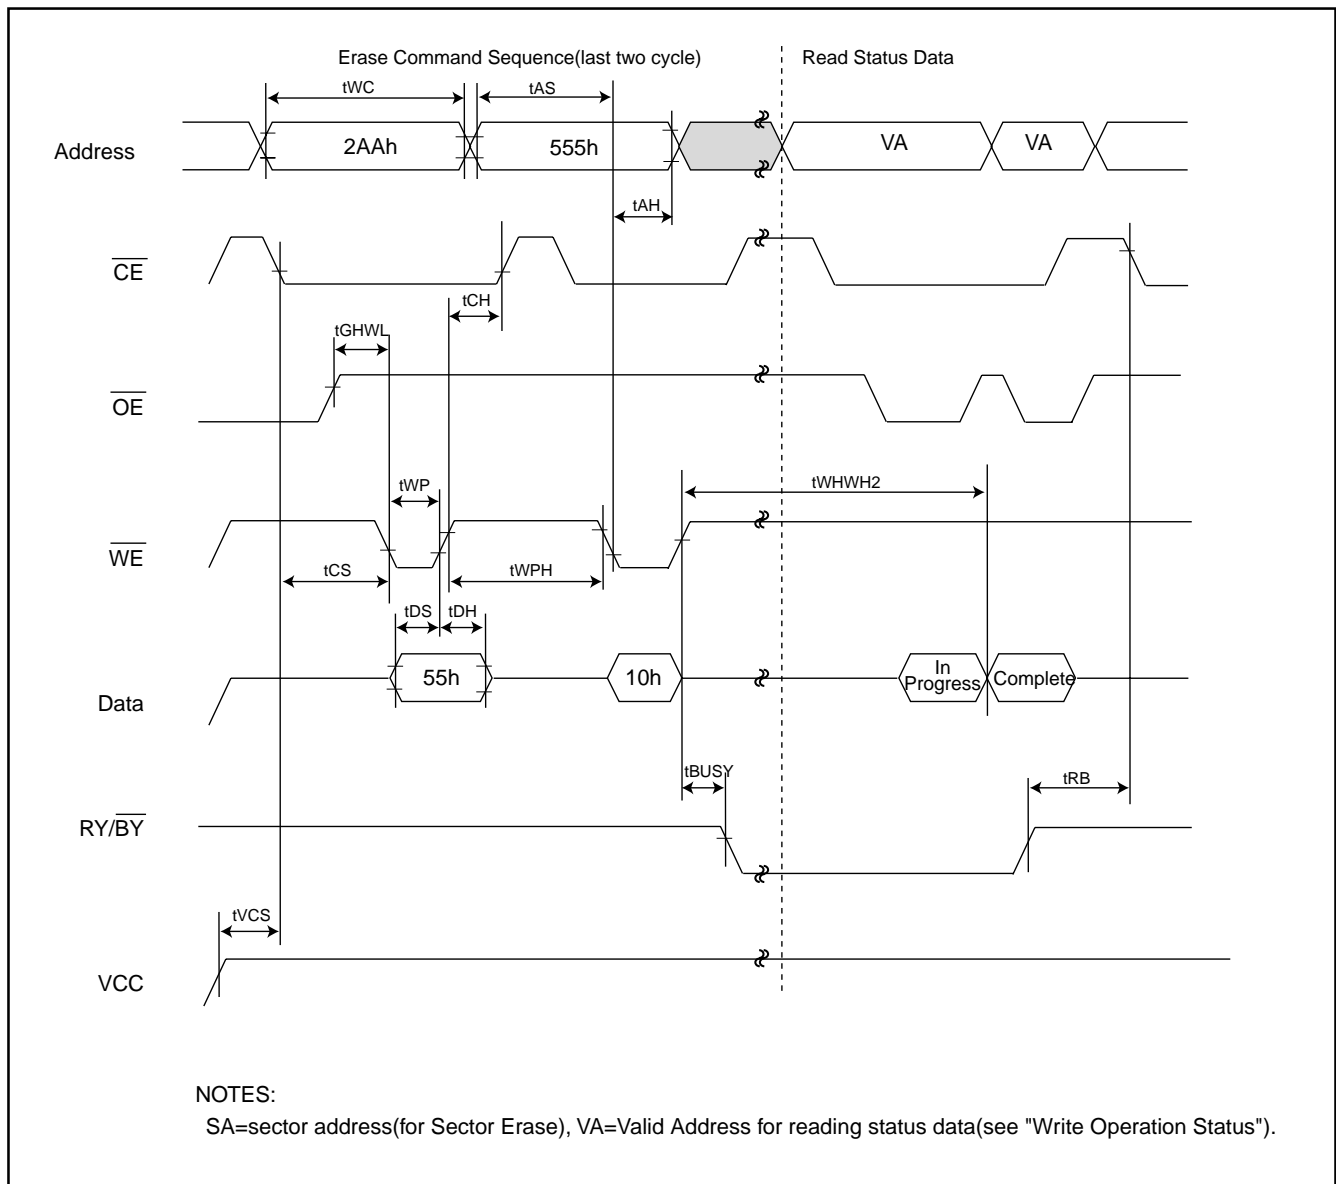 Erase Command Sequence(last two cycle)
Read Status Data
tWC
tAS
Address
2AAh
555h
VA
VA
tAH
CE
tCH
tGHWL
OE
tWP
tWHWH2
WE
tCS
tWPH
tDS
tDH
Data
55h
10h
In
Progress
Complete
tBUSY
tRB
RY/BY
tVCS
VCC
NOTES:
SA=sector address(for Sector Erase), VA=Valid Address for reading status data(see "Write Operation Status").